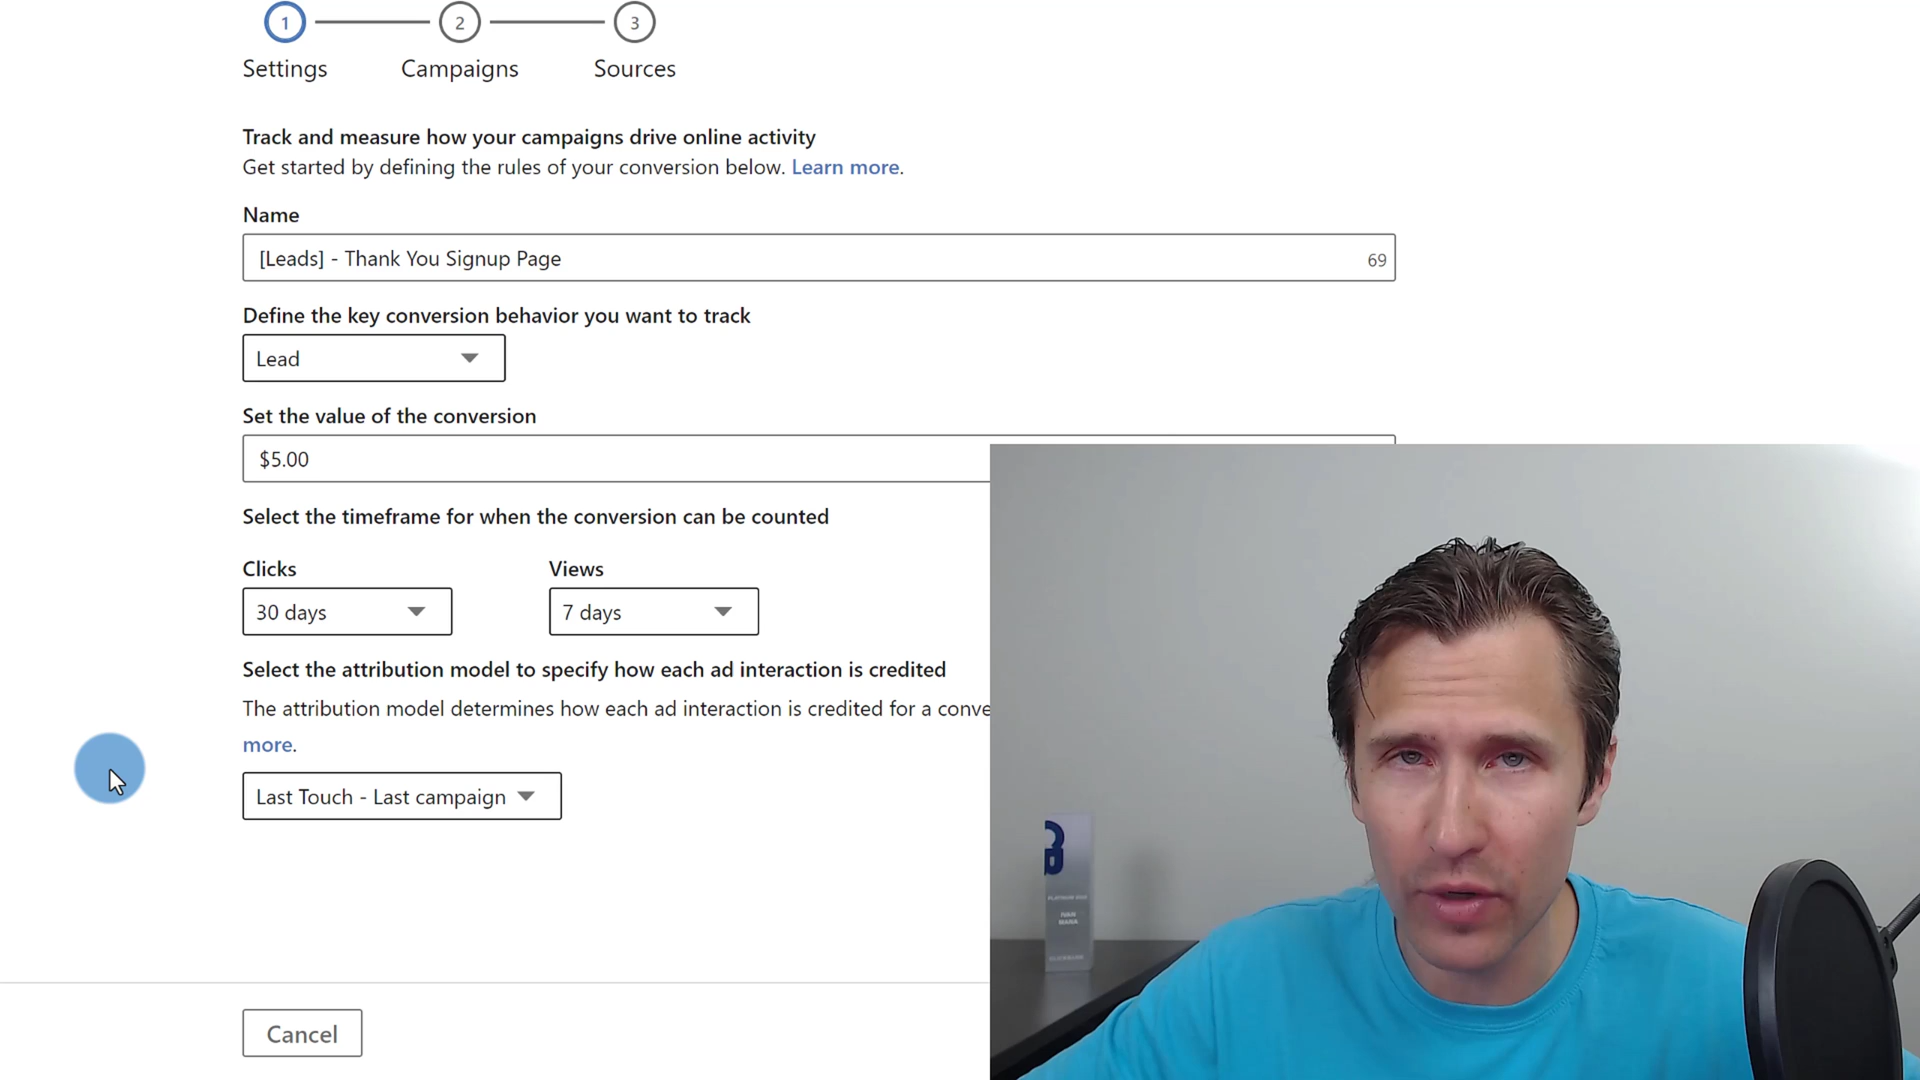 1
2
3
Settings
Campaigns
Sources
Track and measure how your campaigns drive online activity
Get started by defining the rules of your conversion below. Learn more.
Name
[Leads] - Thank You Signup Page
69
Define the key conversion behavior you want to track
Lead
Set the value of the conversion
$5.00
Select the timeframe for when the conversion can be counted
Clicks
Views
30 days
7 days
Select the attribution model to specify how each ad interaction is credited
The attribution model determines how each ad interaction is credited for a conve
more.
Last Touch - Last campaign
IVAN
MANA
CLICKBANK
Cancel